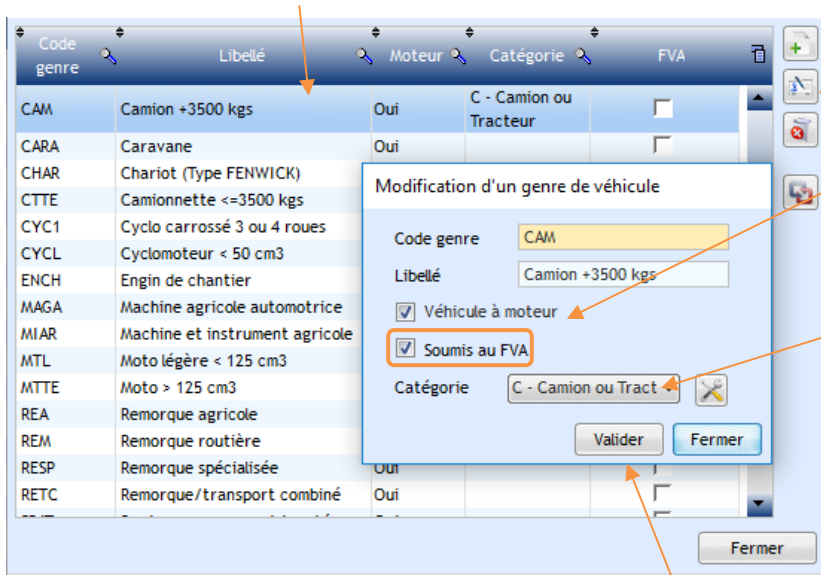 Code genre Libellé Moteur Catégorie FVA
CAM Camion +3500 kgs Oui C - Camion ou Tracteur
CARA Caravane Oui
CHAR Chariot (Type FENWICK)
CTTE Camionnette <=3500 kgs
CYC1 Cyclo carrossé 3 ou 4 roues
CYCL Cyclomoteur < 50 cm3
ENCH Engin de chantier
MAGA Machine agricole automotrice
MIAR Machine et instrument agricole
MTL Moto légère < 125 cm3
MTTE Moto > 125 cm3
REA Remorque agricole
REM Remorque routière
RESP Remorque spécialisée Oui
RETC Remorque/transport combiné Oui
Modification d'un genre de véhicule
Code genre CAM
Libellé Camion +3500 kgs
Véhicule à moteur
Soumis au FVA
Catégorie C - Camion ou Tract
Valider Fermer
Fermer